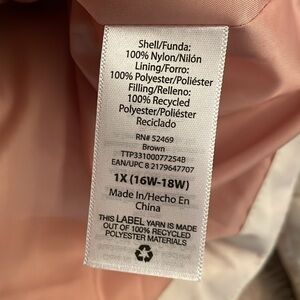 Shell/Funda:
100% Nylon/Nilón
Lining/Forro:
100% Polyester/Poliéster
Filling/Relleno:
100% Recycled
Polyester/Poliéster
Reciclado
RN# 52469
Brown
TTP33100077254B
EAN/UPC 8 2179647707
1X (16W-18W)
Made In/Hecho En
China
THIS LABEL YARN IS MADE
OUT OF 100% RECYCLED
POLYESTER MATERIALS